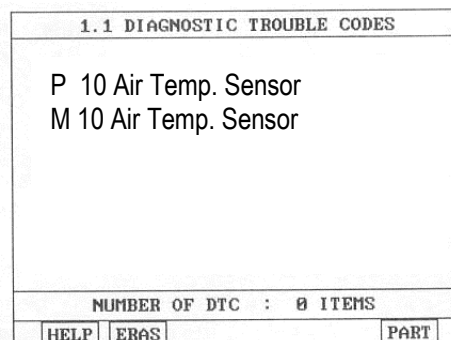 1.1 DIAGNOSTIC TROUBLE CODES
P 10 Air Temp. Sensor
M 10 Air Temp. Sensor
NUMBER OF DTC : 0 ITEMS
HELP ERAS PART